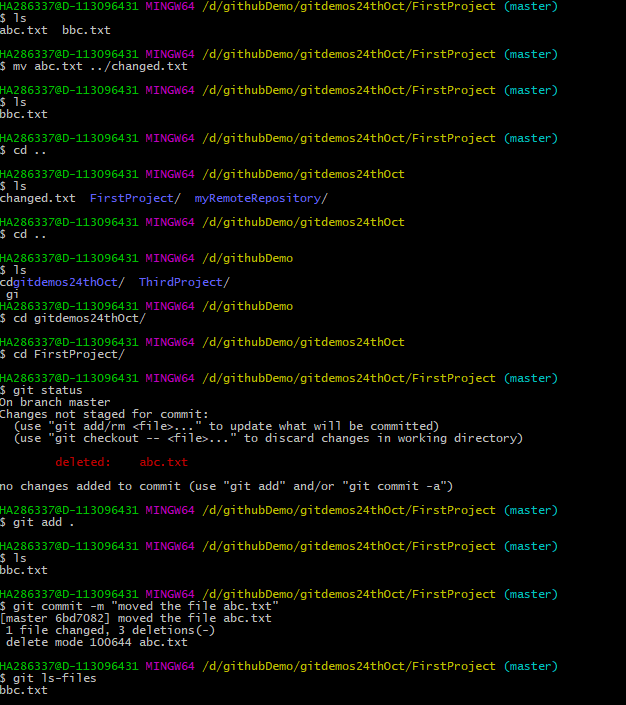 HA286337@D-113096431 MINGW64 /d/githubDemo/gitdemos24thOct/FirstProject (master)
$ ls
abc.txt  bbc.txt
HA286337@D-113096431 MINGW64 /d/githubDemo/gitdemos24thOct/FirstProject (master)
$ mv abc.txt ../changed.txt
HA286337@D-113096431 MINGW64 /d/githubDemo/gitdemos24thOct/FirstProject (master)
$ ls
bbc.txt
HA286337@D-113096431 MINGW64 /d/githubDemo/gitdemos24thOct/FirstProject (master)
$ cd ..
HA286337@D-113096431 MINGW64 /d/githubDemo/gitdemos24thOct
$ ls
changed.txt  FirstProject/  myRemoteRepository/
HA286337@D-113096431 MINGW64 /d/githubDemo/gitdemos24thOct
$ cd ..
HA286337@D-113096431 MINGW64 /d/githubDemo
$ ls
cdgitdemos24thOct/  ThirdProject/
 gi
HA286337@D-113096431 MINGW64 /d/githubDemo
$ cd gitdemos24thOct/
HA286337@D-113096431 MINGW64 /d/githubDemo/gitdemos24thOct
$ cd FirstProject/
HA286337@D-113096431 MINGW64 /d/githubDemo/gitdemos24thOct/FirstProject (master)
$ git status
On branch master
Changes not staged for commit:
  (use "git add/rm <file>..." to update what will be committed)
  (use "git checkout -- <file>..." to discard changes in working directory)
        deleted:    abc.txt
no changes added to commit (use "git add" and/or "git commit -a")
HA286337@D-113096431 MINGW64 /d/githubDemo/gitdemos24thOct/FirstProject (master)
$ git add .
HA286337@D-113096431 MINGW64 /d/githubDemo/gitdemos24thOct/FirstProject (master)
$ ls
bbc.txt
HA286337@D-113096431 MINGW64 /d/githubDemo/gitdemos24thOct/FirstProject (master)
$ git commit -m "moved the file abc.txt"
[master 6bd7082] moved the file abc.txt
 1 file changed, 3 deletions(-)
 delete mode 100644 abc.txt
HA286337@D-113096431 MINGW64 /d/githubDemo/gitdemos24thOct/FirstProject (master)
$ git ls-files
bbc.txt